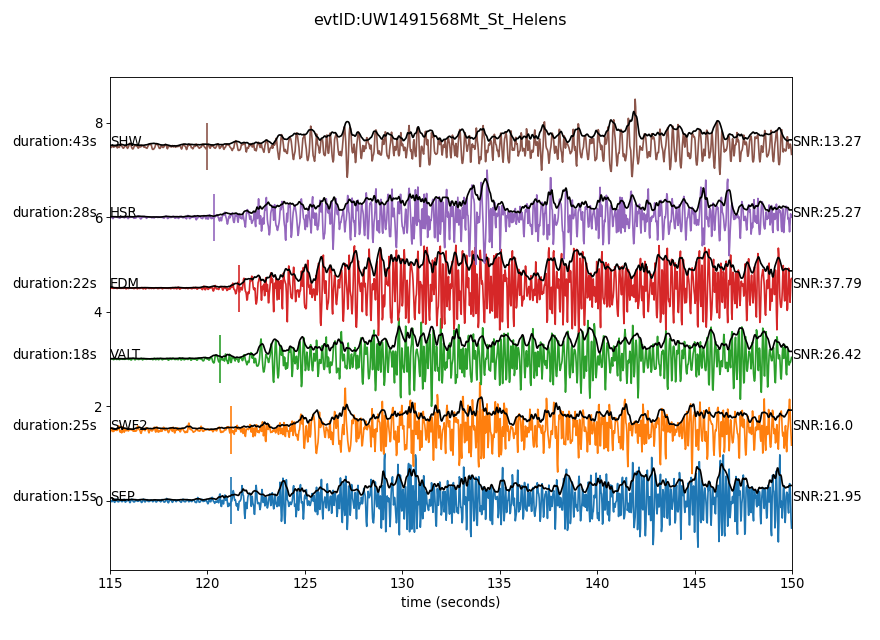 evtID:UW1491568Mt_St_Helens
8
duration:43s SHW SNR:13.27
duration:28s HSR SNR:25.27
6
duration:22s EDM SNR:37.79
4
duration:18s VALT SNR:26.42
2
duration:25s SWF2 SNR:16.0
duration:15s SEP SNR:21.95
0
115 120 125 130 135 140 145 150
time (seconds)